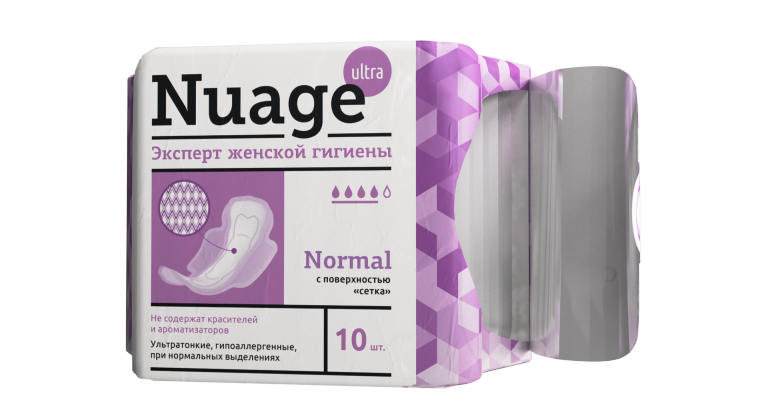 ultra
Nuage
Эксперт женской гигиены
Normal
с поверхностью
«сетка»
Не содержат красителей
и ароматизаторов
Ультратонкие, гипоаллергенные,
при нормальных выделениях
10 шт.